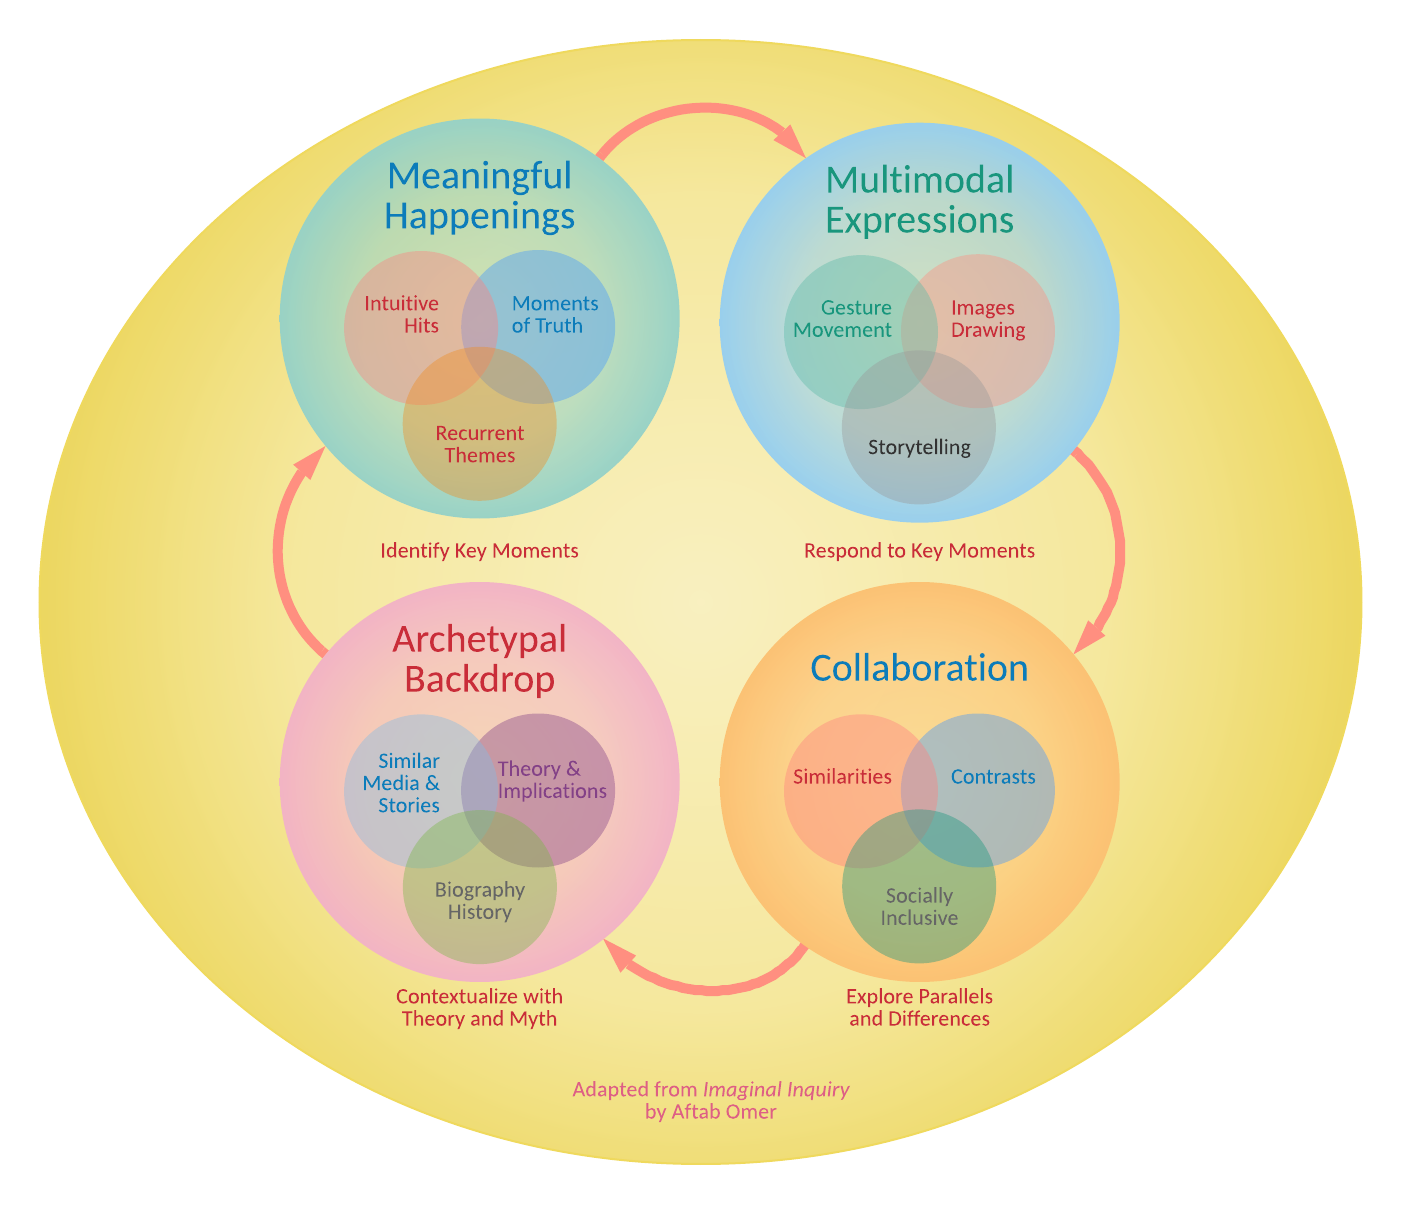 Meaningful
Happenings
Intuitive
Hits
Moments
of Truth
Recurrent
Themes
Identify Key Moments
Multimodal
Expressions
Gesture
Movement
Images
Drawing
Storytelling
Respond to Key Moments
Archetypal
Backdrop
Similar
Media &
Stories
Theory &
Implications
Biography
History
Contextualize with
Theory and Myth
Collaboration
Similarities
Contrasts
Socially
Inclusive
Explore Parallels
and Differences
Adapted from Imaginal Inquiry
by Aftab Omer